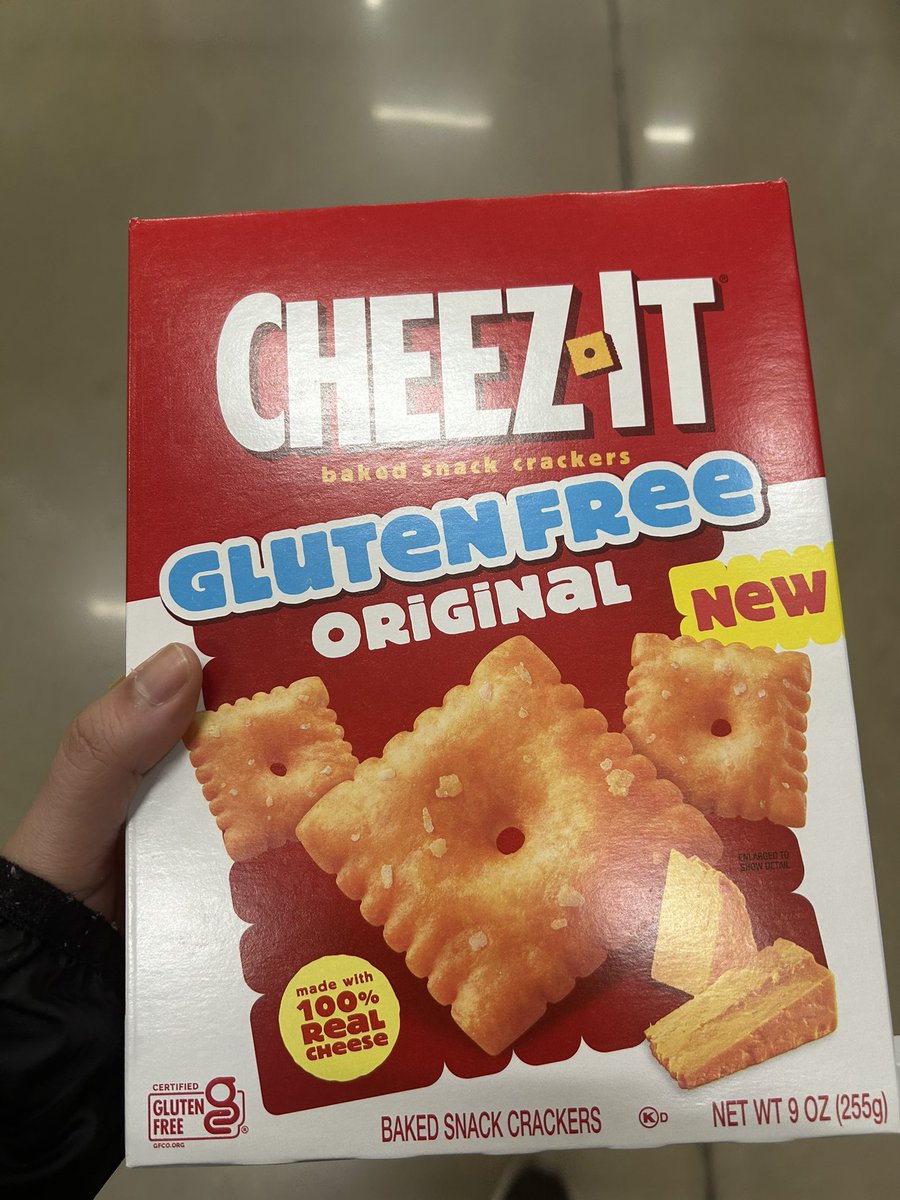 CHEEZ-IT®
baked snack crackers
GLUTEN FREE
ORIGINAL
NEW
ENLARGED TO
SHOW DETAIL
made with
100%
Real
CHEESE
CERTIFIED
GLUTEN
FREE
g®
GFCO.ORG
BAKED SNACK CRACKERS
K D
NET WT 9 OZ (255g)